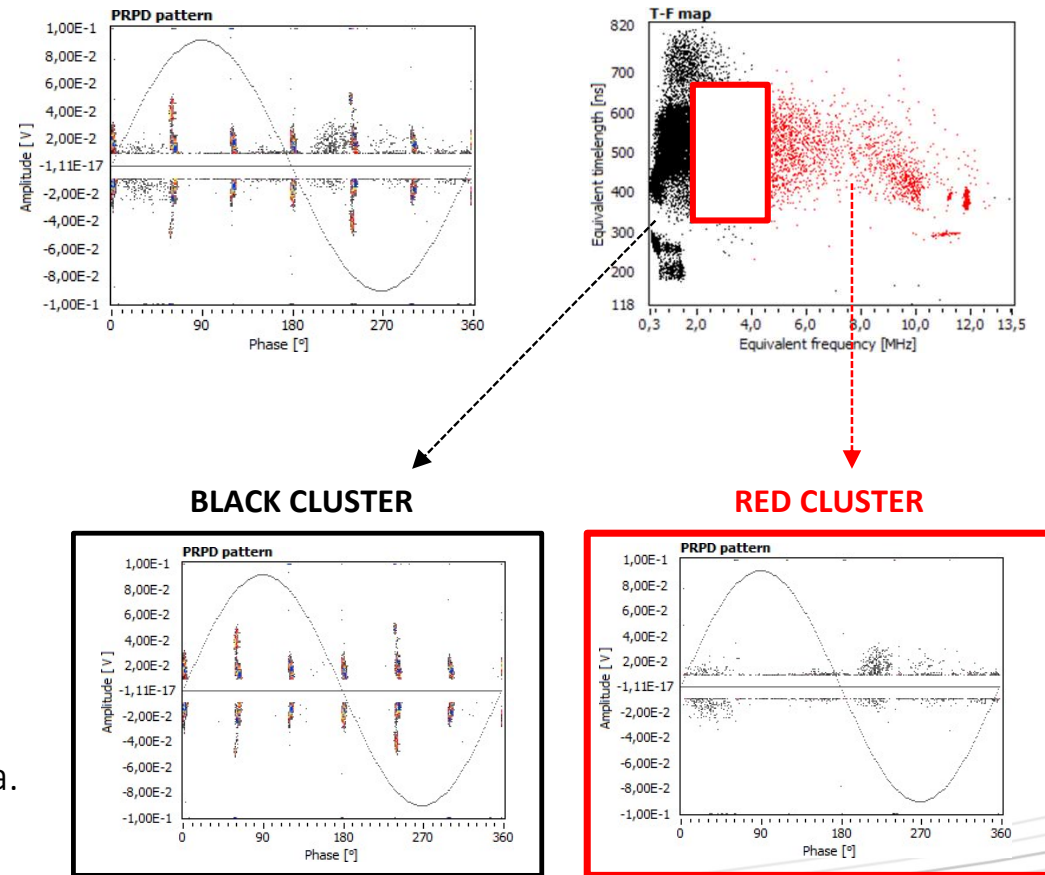 PRPD pattern
1,00E-1
8,00E-2
6,00E-2
4,00E-2
2,00E-2
-1,11E-17
-2,00E-2
-4,00E-2
-6,00E-2
-8,00E-2
-1,00E-1
Amplitude [ V ]
0 90 180 270 360
Phase [º]
T-F map
820
700
600
500
400
300
200
118
Equivalent timelength [ns]
0,3 2,0 4,0 6,0 8,0 10,0 12,0 13,5
Equivalent frequency [MHz]
BLACK CLUSTER
RED CLUSTER
PRPD pattern
1,00E-1
8,00E-2
6,00E-2
4,00E-2
2,00E-2
-1,11E-17
-2,00E-2
-4,00E-2
-6,00E-2
-8,00E-2
-1,00E-1
Amplitude [ V ]
0 90 180 270 360
Phase [º]
PRPD pattern
1,00E-1
8,00E-2
6,00E-2
4,00E-2
2,00E-2
-1,11E-17
-2,00E-2
-4,00E-2
-6,00E-2
-8,00E-2
-1,00E-1
Amplitude [ V ]
0 90 180 270 360
Phase [º]
a.